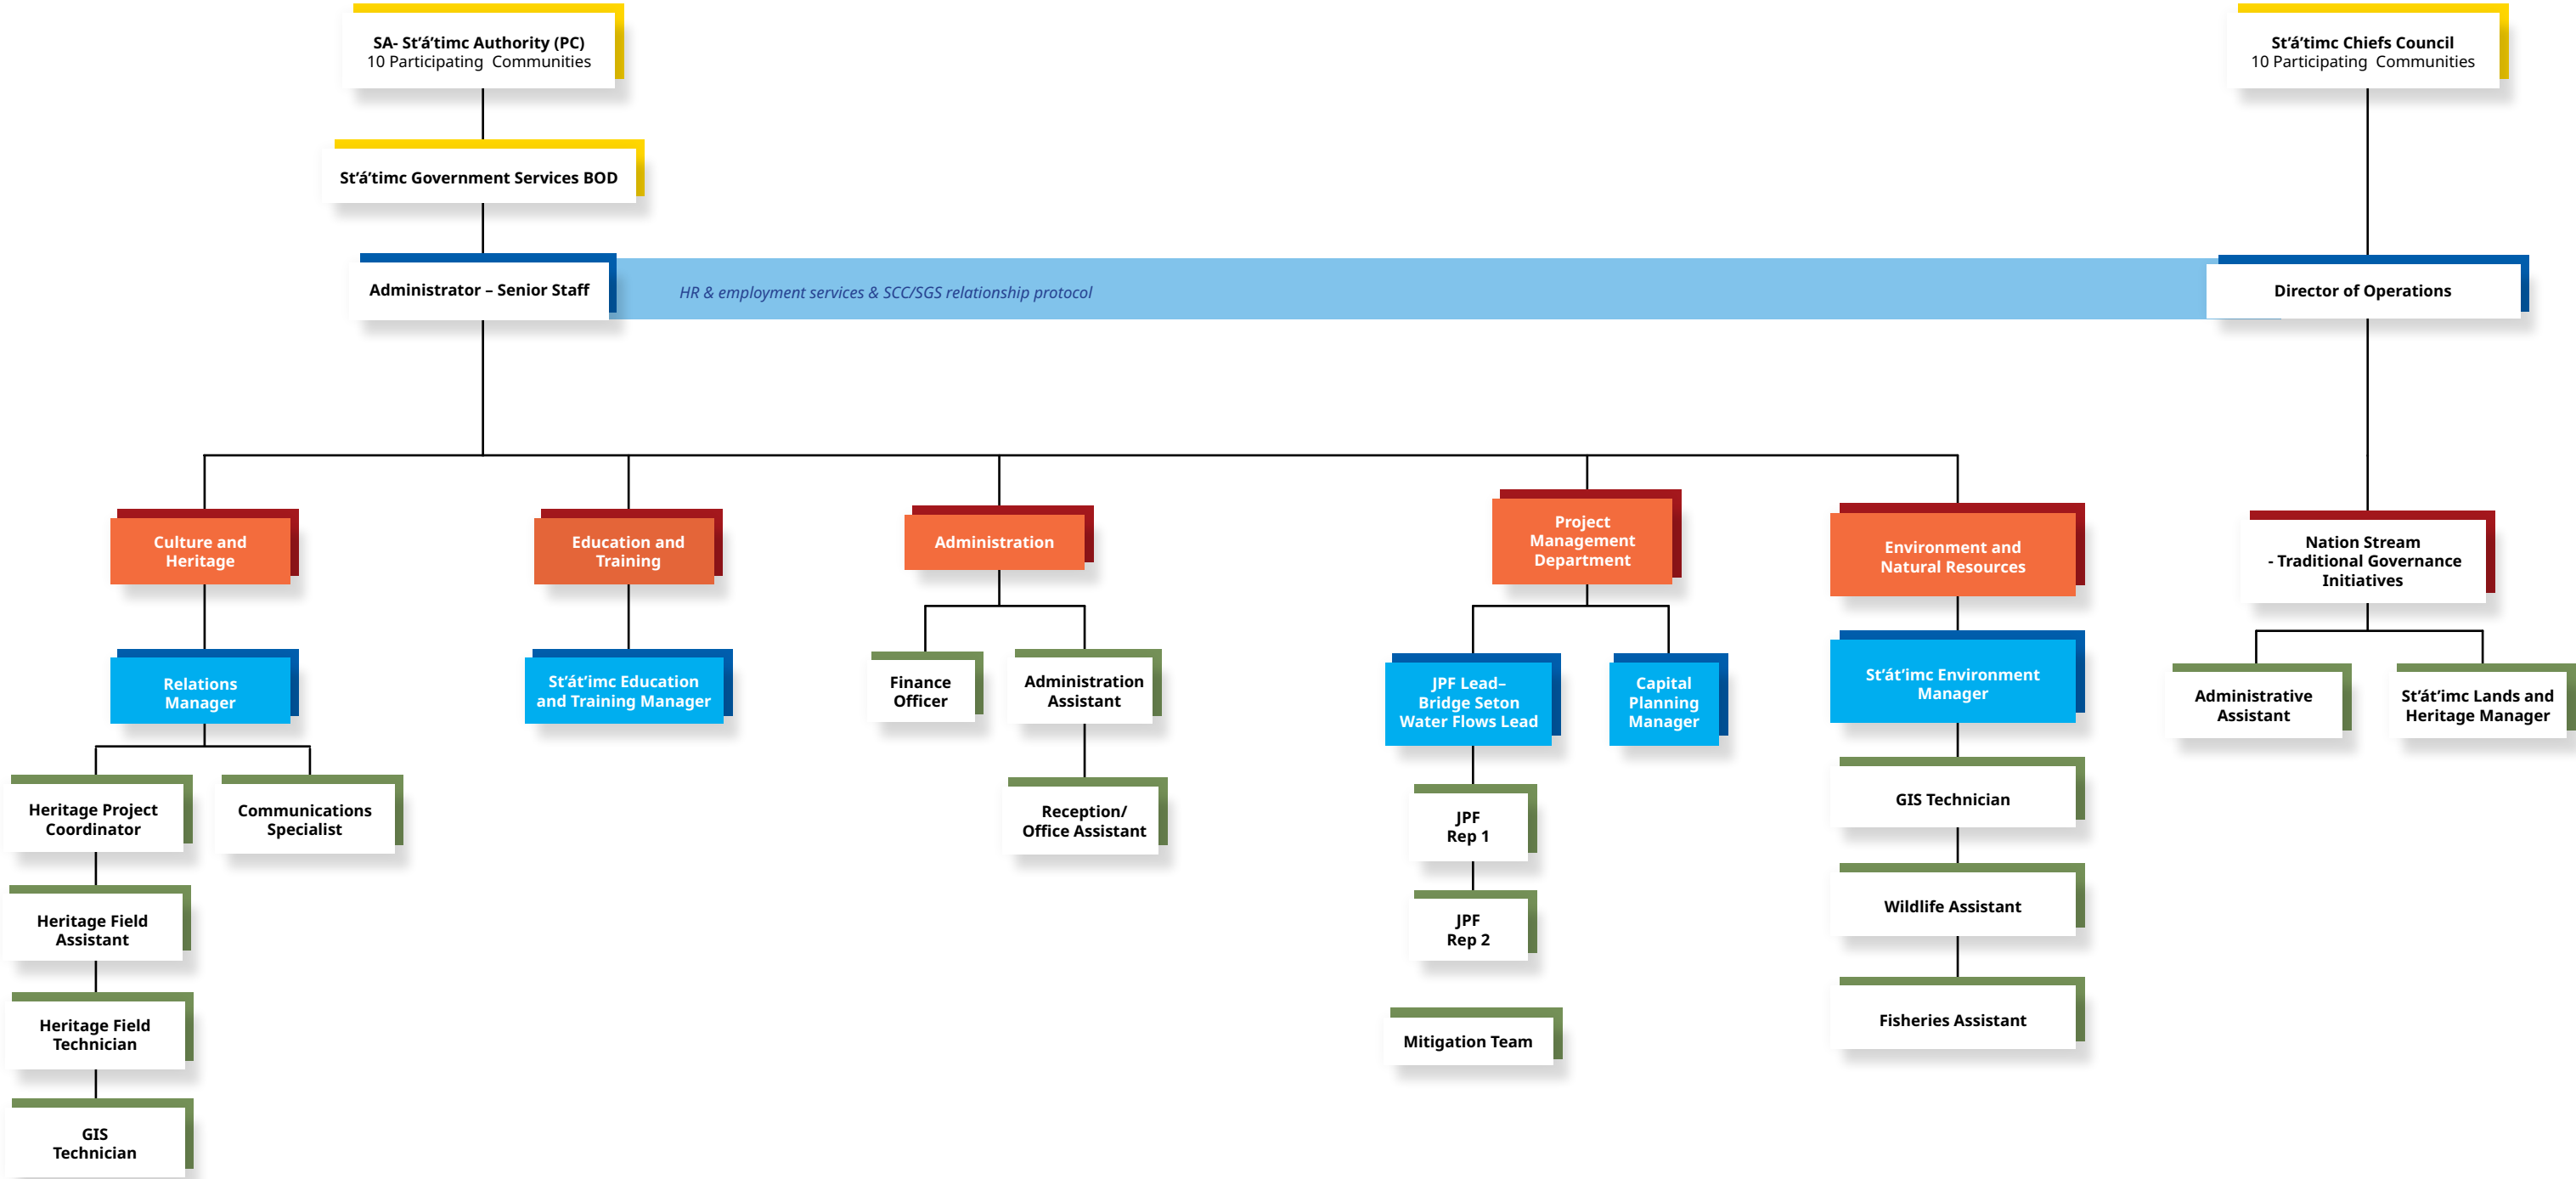 SA- St’á’timc Authority (PC)
10 Participating Communities
St’á’timc Chiefs Council
10 Participating Communities
St’á’timc Government Services BOD
Administrator – Senior Staff
HR & employment services & SCC/SGS relationship protocol
Director of Operations
Culture and
Heritage
Education and
Training
Administration
Project
Management
Department
Environment and
Natural Resources
Nation Stream
- Traditional Governance
Initiatives
Relations
Manager
St’át’imc Education
and Training Manager
Finance
Officer
Administration
Assistant
JPF Lead–
Bridge Seton
Water Flows Lead
Capital
Planning
Manager
St’át’imc Environment
Manager
Administrative
Assistant
St’át’imc Lands and
Heritage Manager
Heritage Project
Coordinator
Communications
Specialist
Reception/
Office Assistant
JPF
Rep 1
GIS Technician
Heritage Field
Assistant
JPF
Rep 2
Wildlife Assistant
Heritage Field
Technician
Mitigation Team
Fisheries Assistant
GIS
Technician